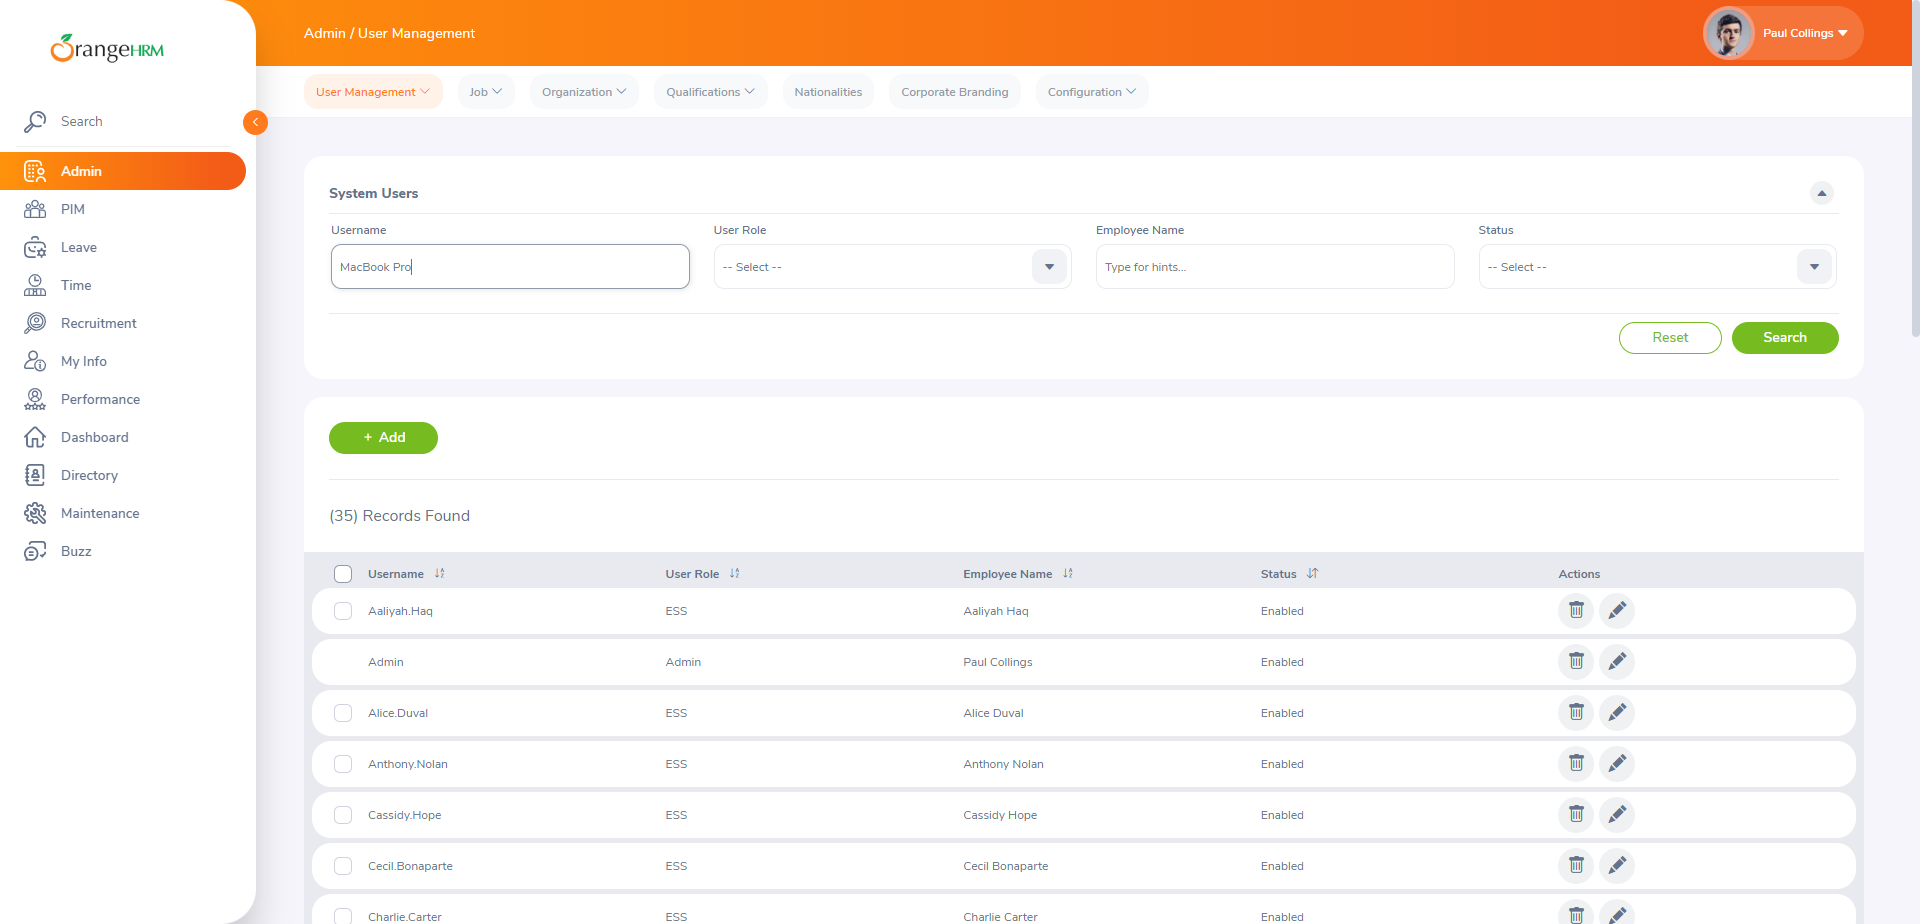 OrangeHRM
Admin / User Management
Paul Collings
User Management
Job
Organization
Qualifications
Nationalities
Corporate Branding
Configuration
Search
Admin
PIM
Leave
Time
Recruitment
My Info
Performance
Dashboard
Directory
Maintenance
Buzz
System Users
Username
User Role
Employee Name
Status
MacBook Pro
-- Select --
Type for hints...
-- Select --
Reset
Search
+ Add
(35) Records Found
Username User Role Employee Name Status Actions
Aaliyah.Haq ESS Aaliyah Haq Enabled
Admin Admin Paul Collings Enabled
Alice.Duval ESS Alice Duval Enabled
Anthony.Nolan ESS Anthony Nolan Enabled
Cassidy.Hope ESS Cassidy Hope Enabled
Cecil.Bonaparte ESS Cecil Bonaparte Enabled
Charlie.Carter ESS Charlie Carter Enabled